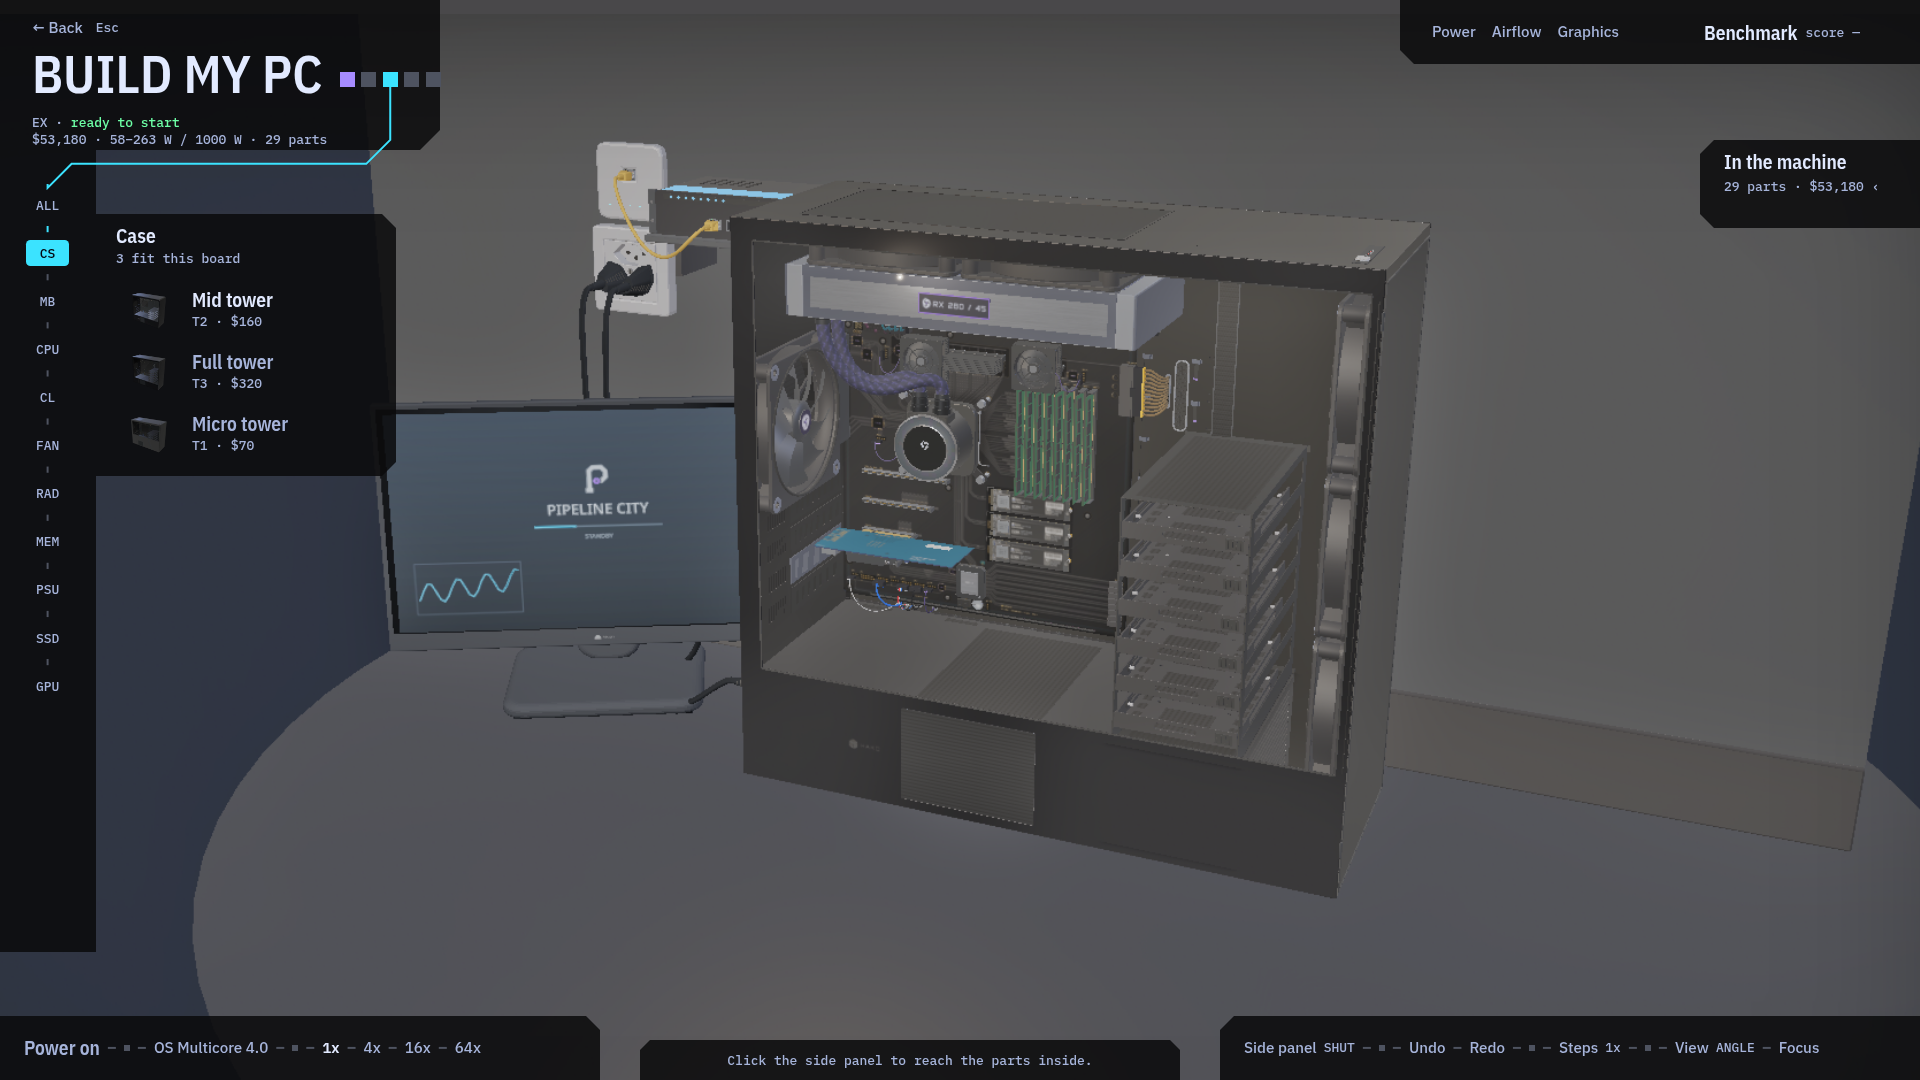 ← Back Esc
BUILD MY PC
EX · ready to start
$53,180 · 58–263 W / 1000 W · 29 parts
Power Airflow Graphics Benchmark score —
In the machine
29 parts · $53,180 ‹
ALL
CS
MB
CPU
CL
FAN
RAD
MEM
PSU
SSD
GPU
Case
3 fit this board
Mid tower
T2 · $160
Full tower
T3 · $320
Micro tower
T1 · $70
RX 280 / 45
PIPELINE CITY
STANDBY
Power on OS Multicore 4.0 1x 4x 16x 64x
Click the side panel to reach the parts inside.
Side panel SHUT Undo Redo Steps 1x View ANGLE Focus